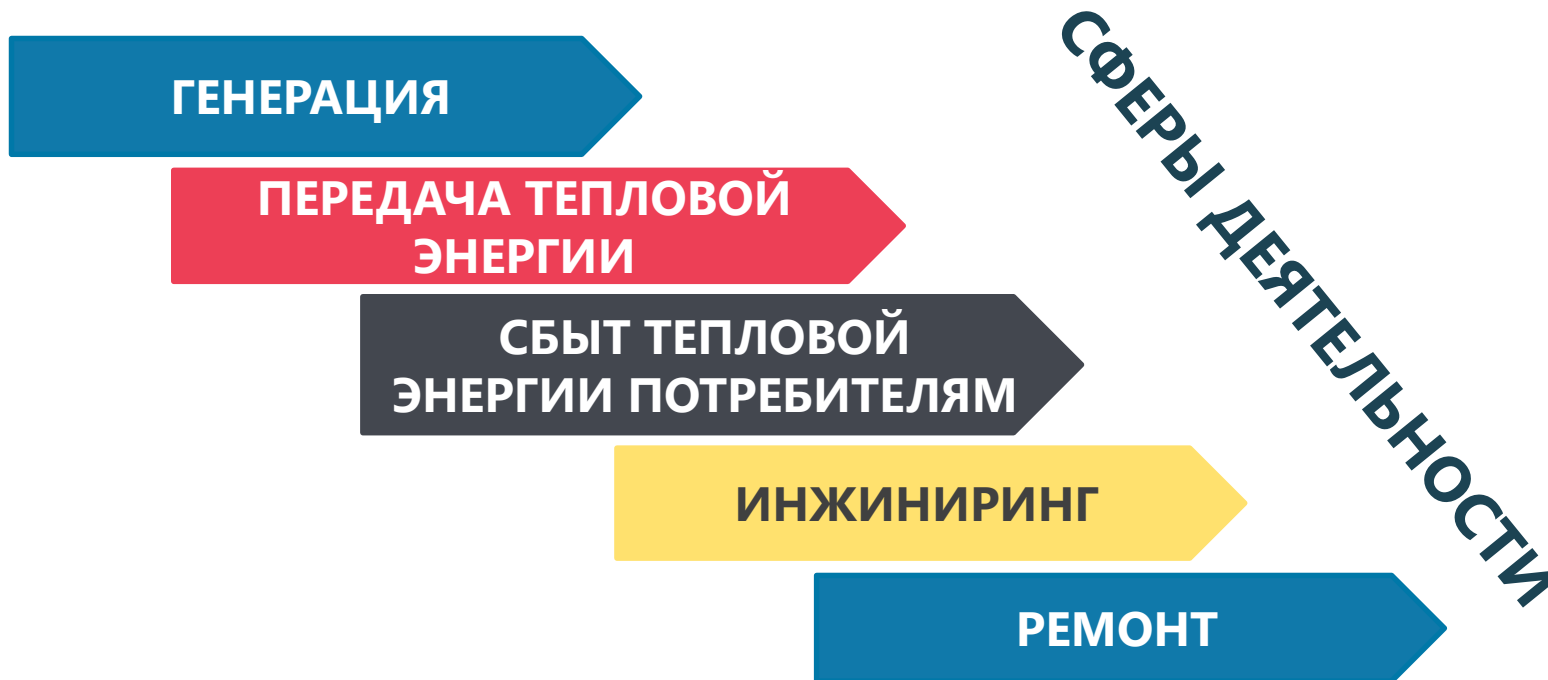 СФЕРЫ ДЕЯТЕЛЬНОСТИ
ГЕНЕРАЦИЯ
ПЕРЕДАЧА ТЕПЛОВОЙ
ЭНЕРГИИ
СБЫТ ТЕПЛОВОЙ
ЭНЕРГИИ ПОТРЕБИТЕЛЯМ
ИНЖИНИРИНГ
РЕМОНТ